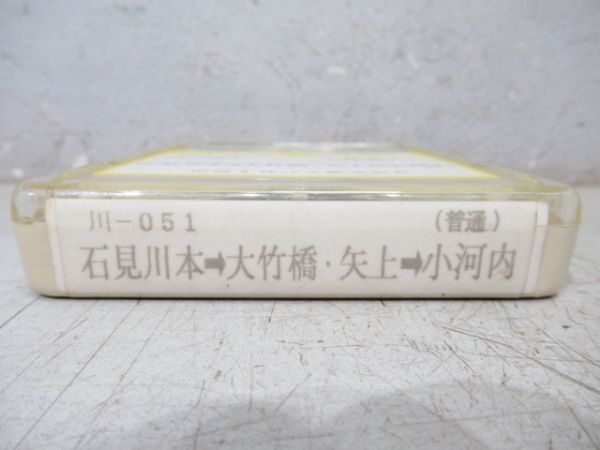 川－０５１ (普通)
石見川本➡大竹橋・矢上➡小河内